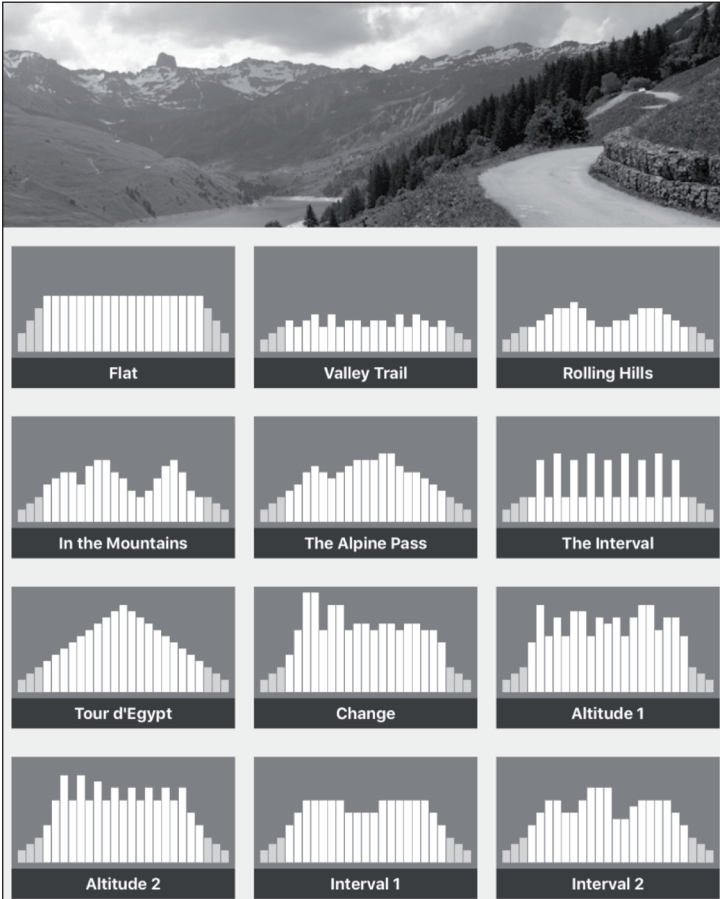 Flat
Valley Trail
Rolling Hills
In the Mountains
The Alpine Pass
The Interval
Tour d'Egypt
Change
Altitude 1
Altitude 2
Interval 1
Interval 2